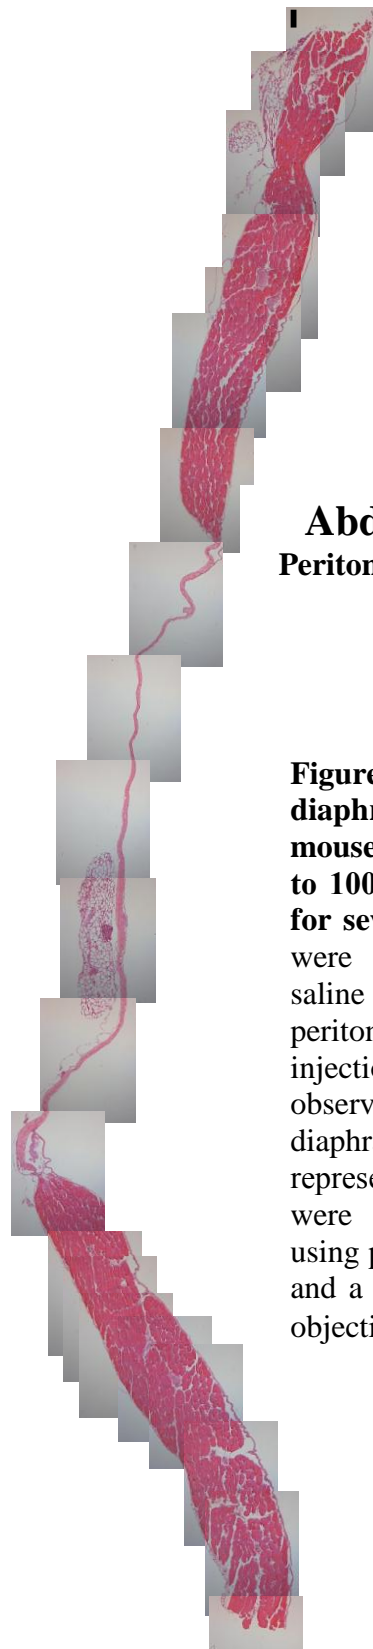 Abd
Periton
Figure
diaphr
mouse
to 100
for sev
were
saline
periton
injectio
observ
diaphr
represe
were
using p
and a
objecti